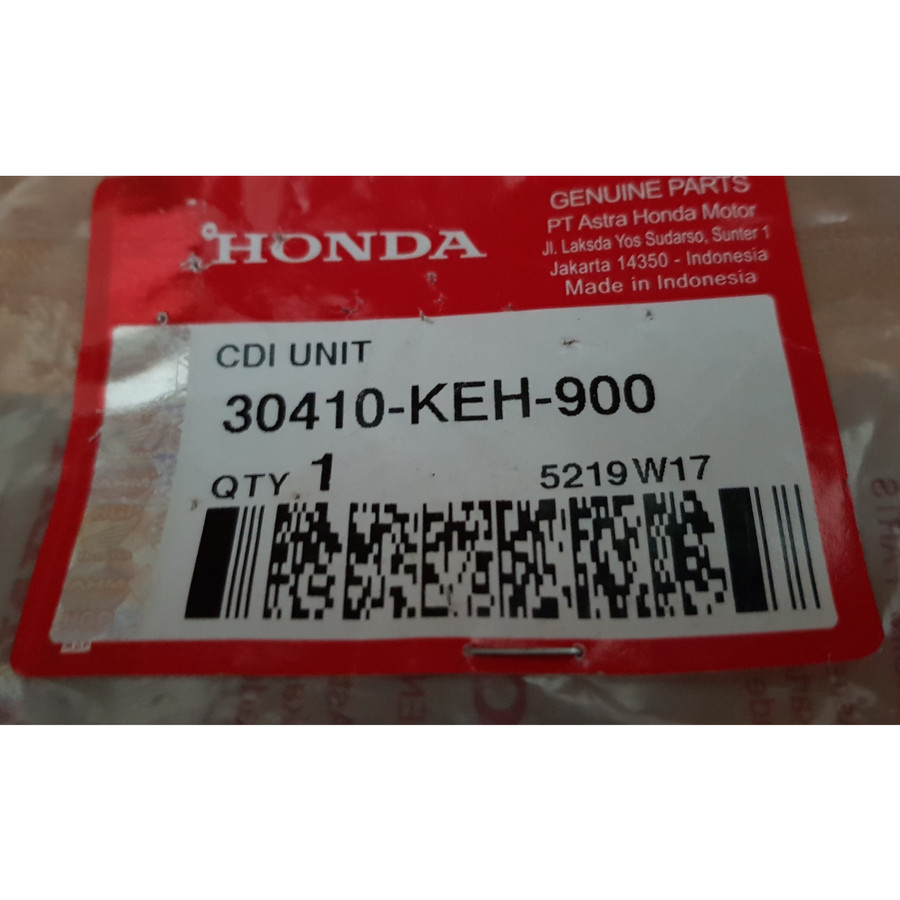 HONDA
GENUINE PARTS
PT Astra Honda Motor
Jl. Laksda Yos Sudarso, Sunter 1
Jakarta 14350 - Indonesia
Made in Indonesia
CDI UNIT
30410-KEH-900
QTY 1
5219 W17